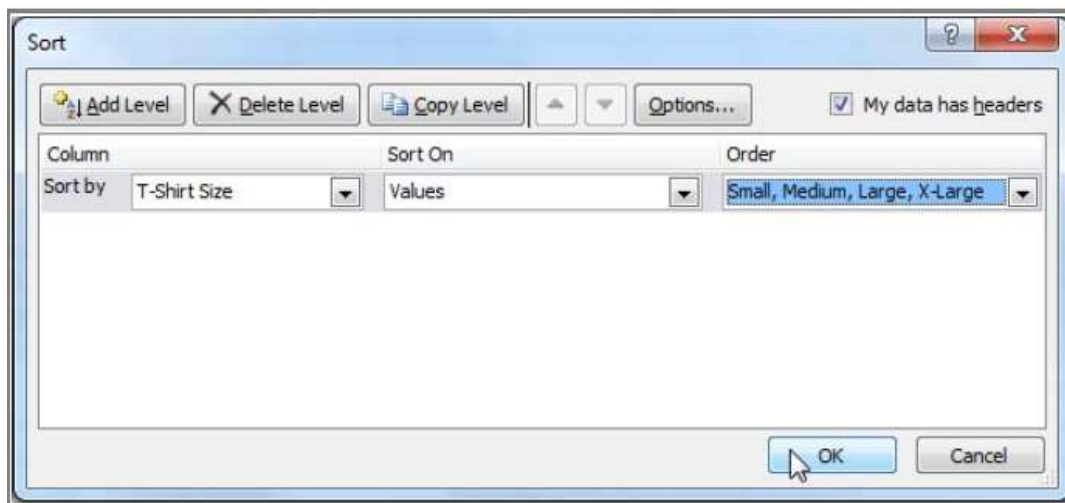 Sort
Add Level Delete Level Copy Level Options... My data has headers
Column Sort On Order
Sort by T-Shirt Size Values Small, Medium, Large, X-Large
OK Cancel